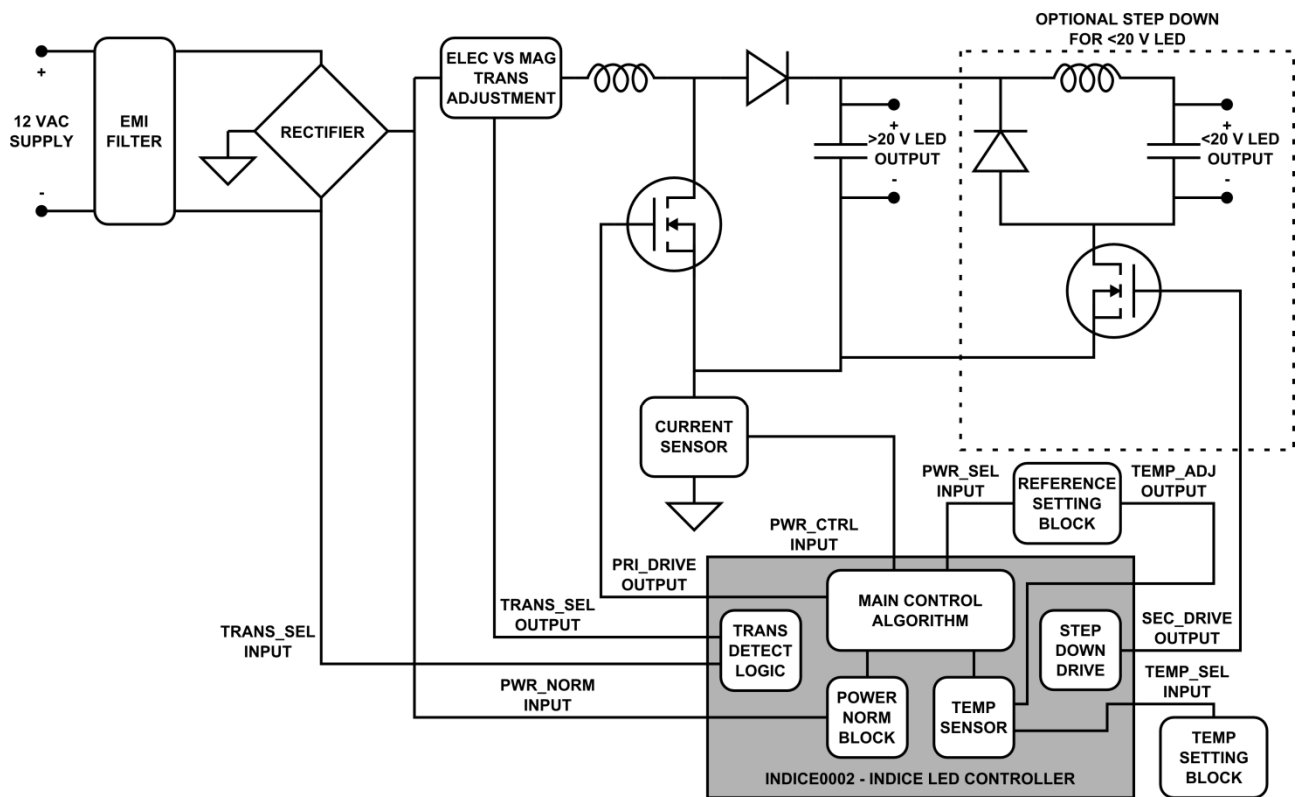 OPTIONAL STEP DOWN
FOR <20 V LED
+
12 VAC
SUPPLY
-
EMI
FILTER
RECTIFIER
ELEC VS MAG
TRANS
ADJUSTMENT
+
>20 V LED
OUTPUT
-
+
<20 V LED
OUTPUT
-
CURRENT
SENSOR
PWR_SEL
INPUT
REFERENCE
SETTING
BLOCK
TEMP_ADJ
OUTPUT
PWR_CTRL
INPUT
PRI_DRIVE
OUTPUT
TRANS_SEL
OUTPUT
TRANS_SEL
INPUT
PWR_NORM
INPUT
MAIN CONTROL
ALGORITHM
TRANS
DETECT
LOGIC
STEP
DOWN
DRIVE
SEC_DRIVE
OUTPUT
TEMP_SEL
INPUT
POWER
NORM
BLOCK
TEMP
SENSOR
TEMP
SETTING
BLOCK
INDICE0002 - INDICE LED CONTROLLER